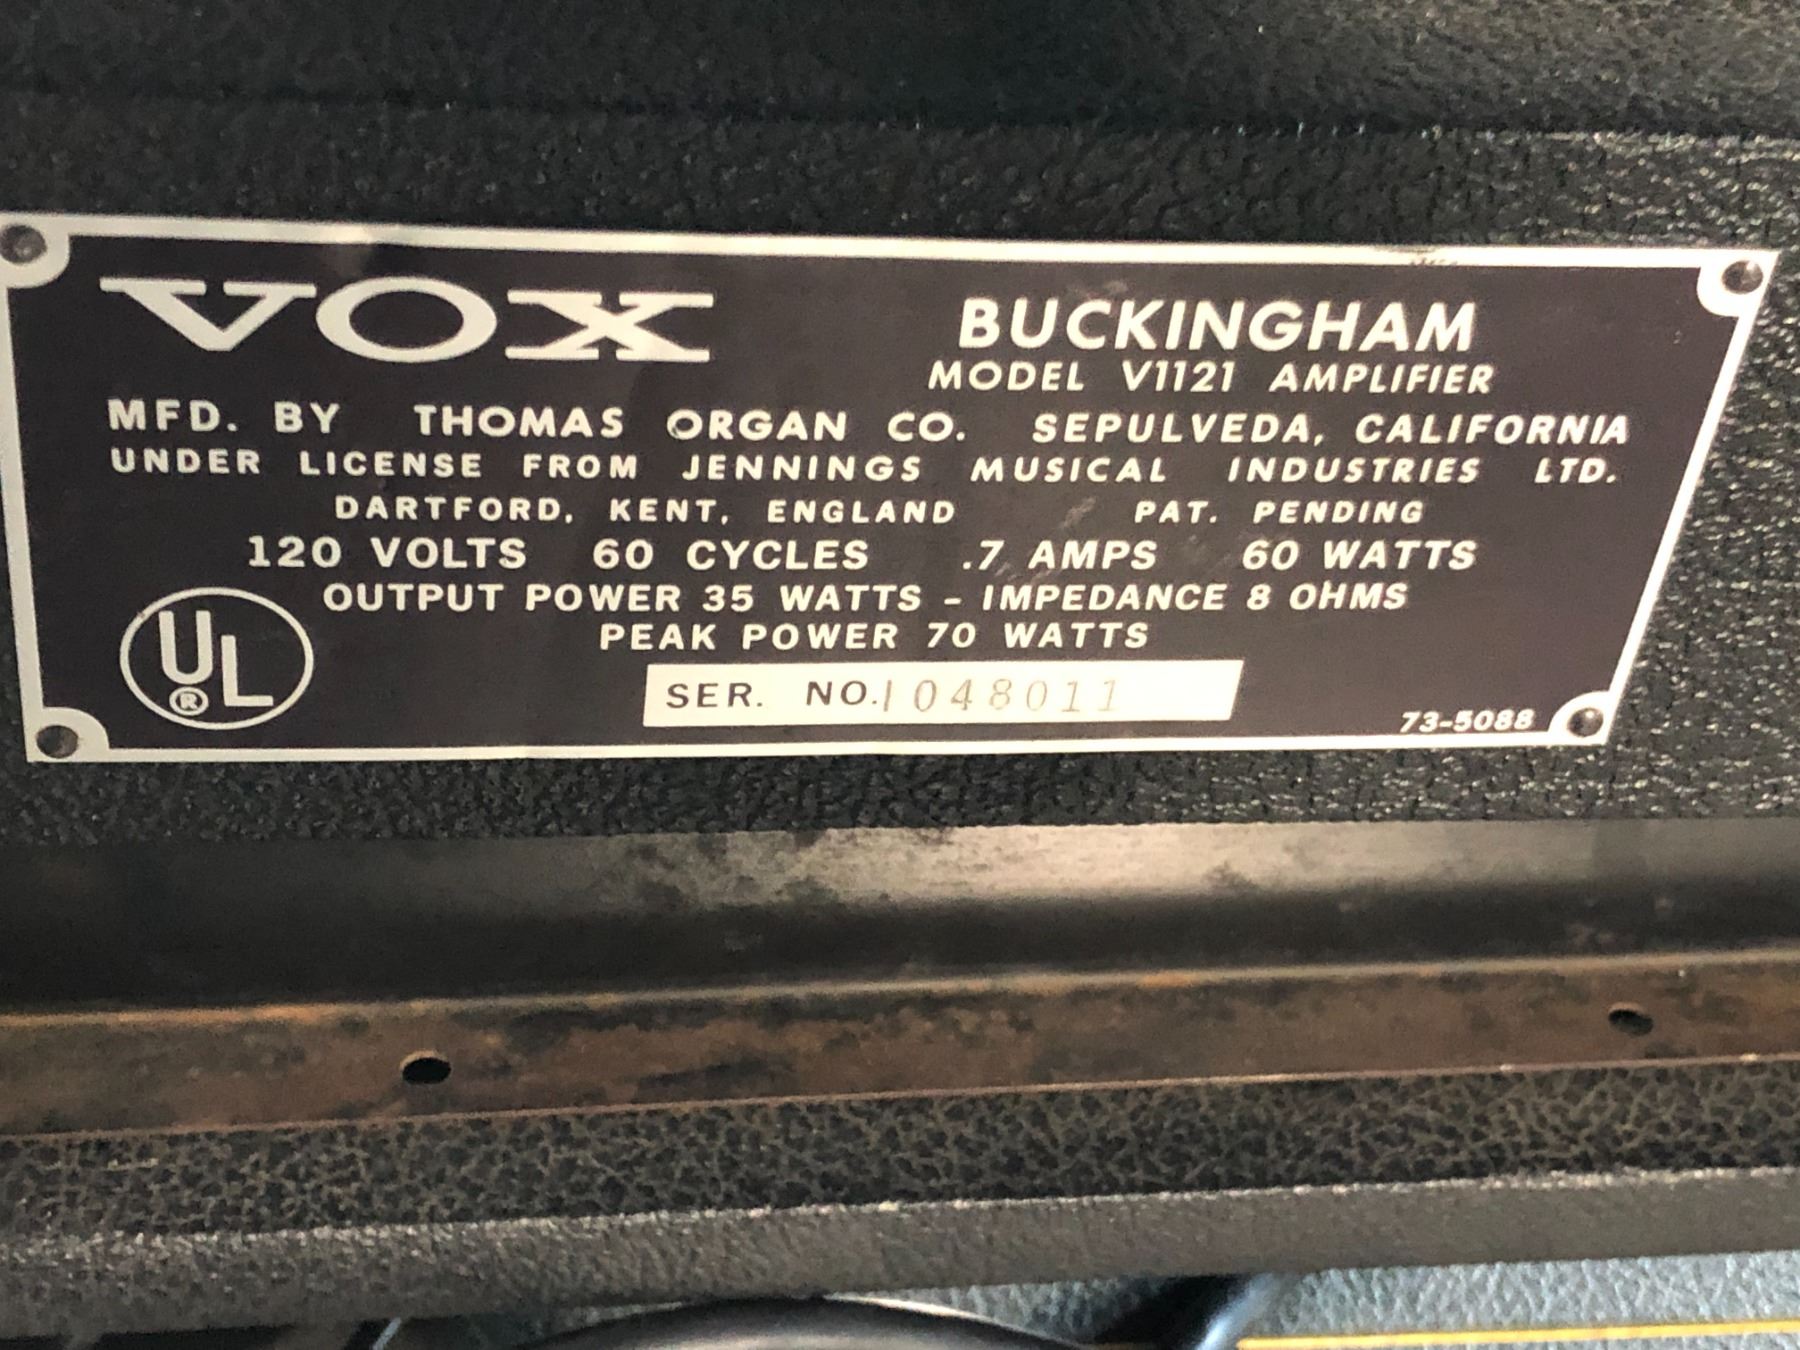 VOX
BUCKINGHAM
MODEL V1121 AMPLIFIER
MFD. BY THOMAS ORGAN CO. SEPULVEDA, CALIFORNIA
UNDER LICENSE FROM JENNINGS MUSICAL INDUSTRIES LTD.
DARTFORD, KENT, ENGLAND PAT. PENDING
120 VOLTS 60 CYCLES .7 AMPS 60 WATTS
OUTPUT POWER 35 WATTS - IMPEDANCE 8 OHMS
PEAK POWER 70 WATTS
UL ®
SER. NO. 1048011
73-5088